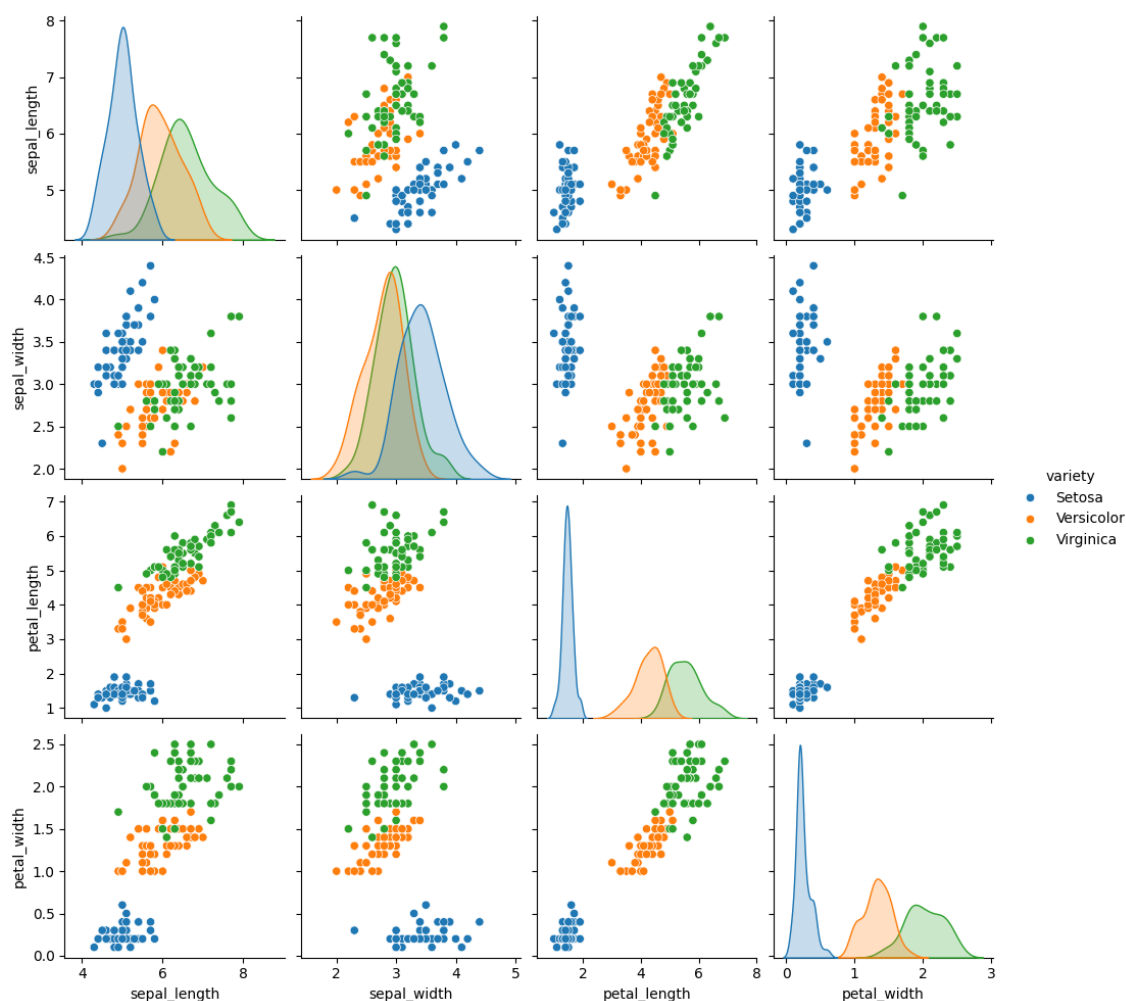 8
7
6
5
sepal_length
4.5
4.0
3.5
3.0
2.5
2.0
sepal_width
variety
Setosa
Versicolor
Virginica
7
6
5
4
3
2
1
petal_length
2.5
2.0
1.5
1.0
0.5
0.0
petal_width
4 6 8 2 3 4 5 2 4 6 8 0 1 2 3
sepal_length sepal_width petal_length petal_width